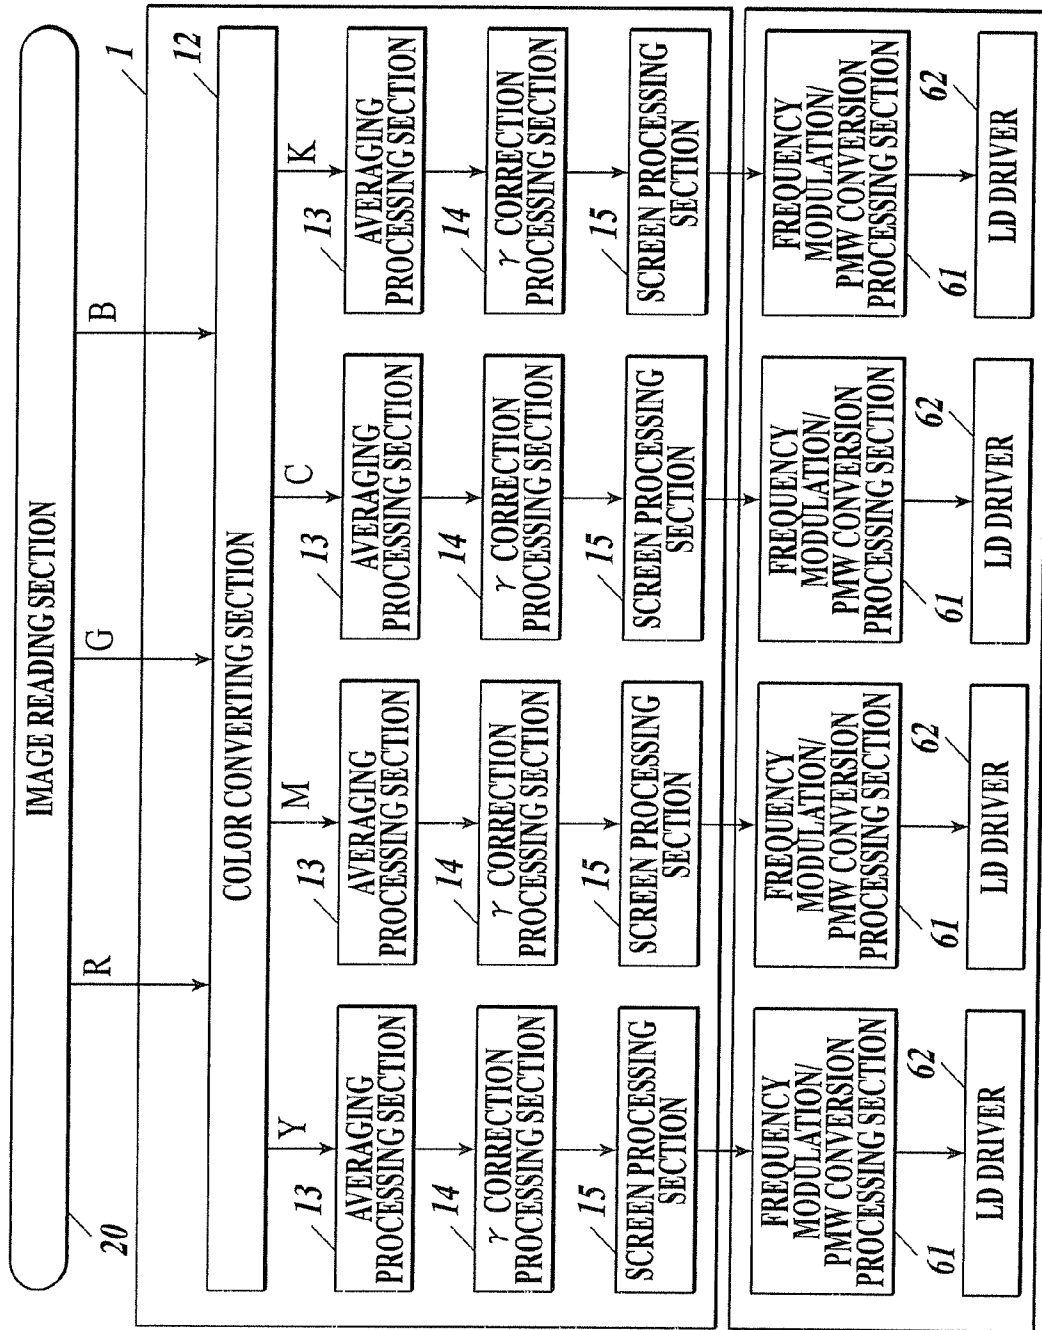 IMAGE READING SECTION
20
R
G
B
1
COLOR CONVERTING SECTION
12
Y
M
C
K
13
AVERAGING
PROCESSING SECTION
13
AVERAGING
PROCESSING SECTION
13
AVERAGING
PROCESSING SECTION
13
AVERAGING
PROCESSING SECTION
14
γ CORRECTION
PROCESSING SECTION
14
γ CORRECTION
PROCESSING SECTION
14
γ CORRECTION
PROCESSING SECTION
14
γ CORRECTION
PROCESSING SECTION
15
SCREEN PROCESSING
SECTION
15
SCREEN PROCESSING
SECTION
15
SCREEN PROCESSING
SECTION
15
SCREEN PROCESSING
SECTION
FREQUENCY
MODULATION/
PMW CONVERSION
PROCESSING SECTION
61
FREQUENCY
MODULATION/
PMW CONVERSION
PROCESSING SECTION
61
FREQUENCY
MODULATION/
PMW CONVERSION
PROCESSING SECTION
61
FREQUENCY
MODULATION/
PMW CONVERSION
PROCESSING SECTION
61
LD DRIVER
62
LD DRIVER
62
LD DRIVER
62
LD DRIVER
62